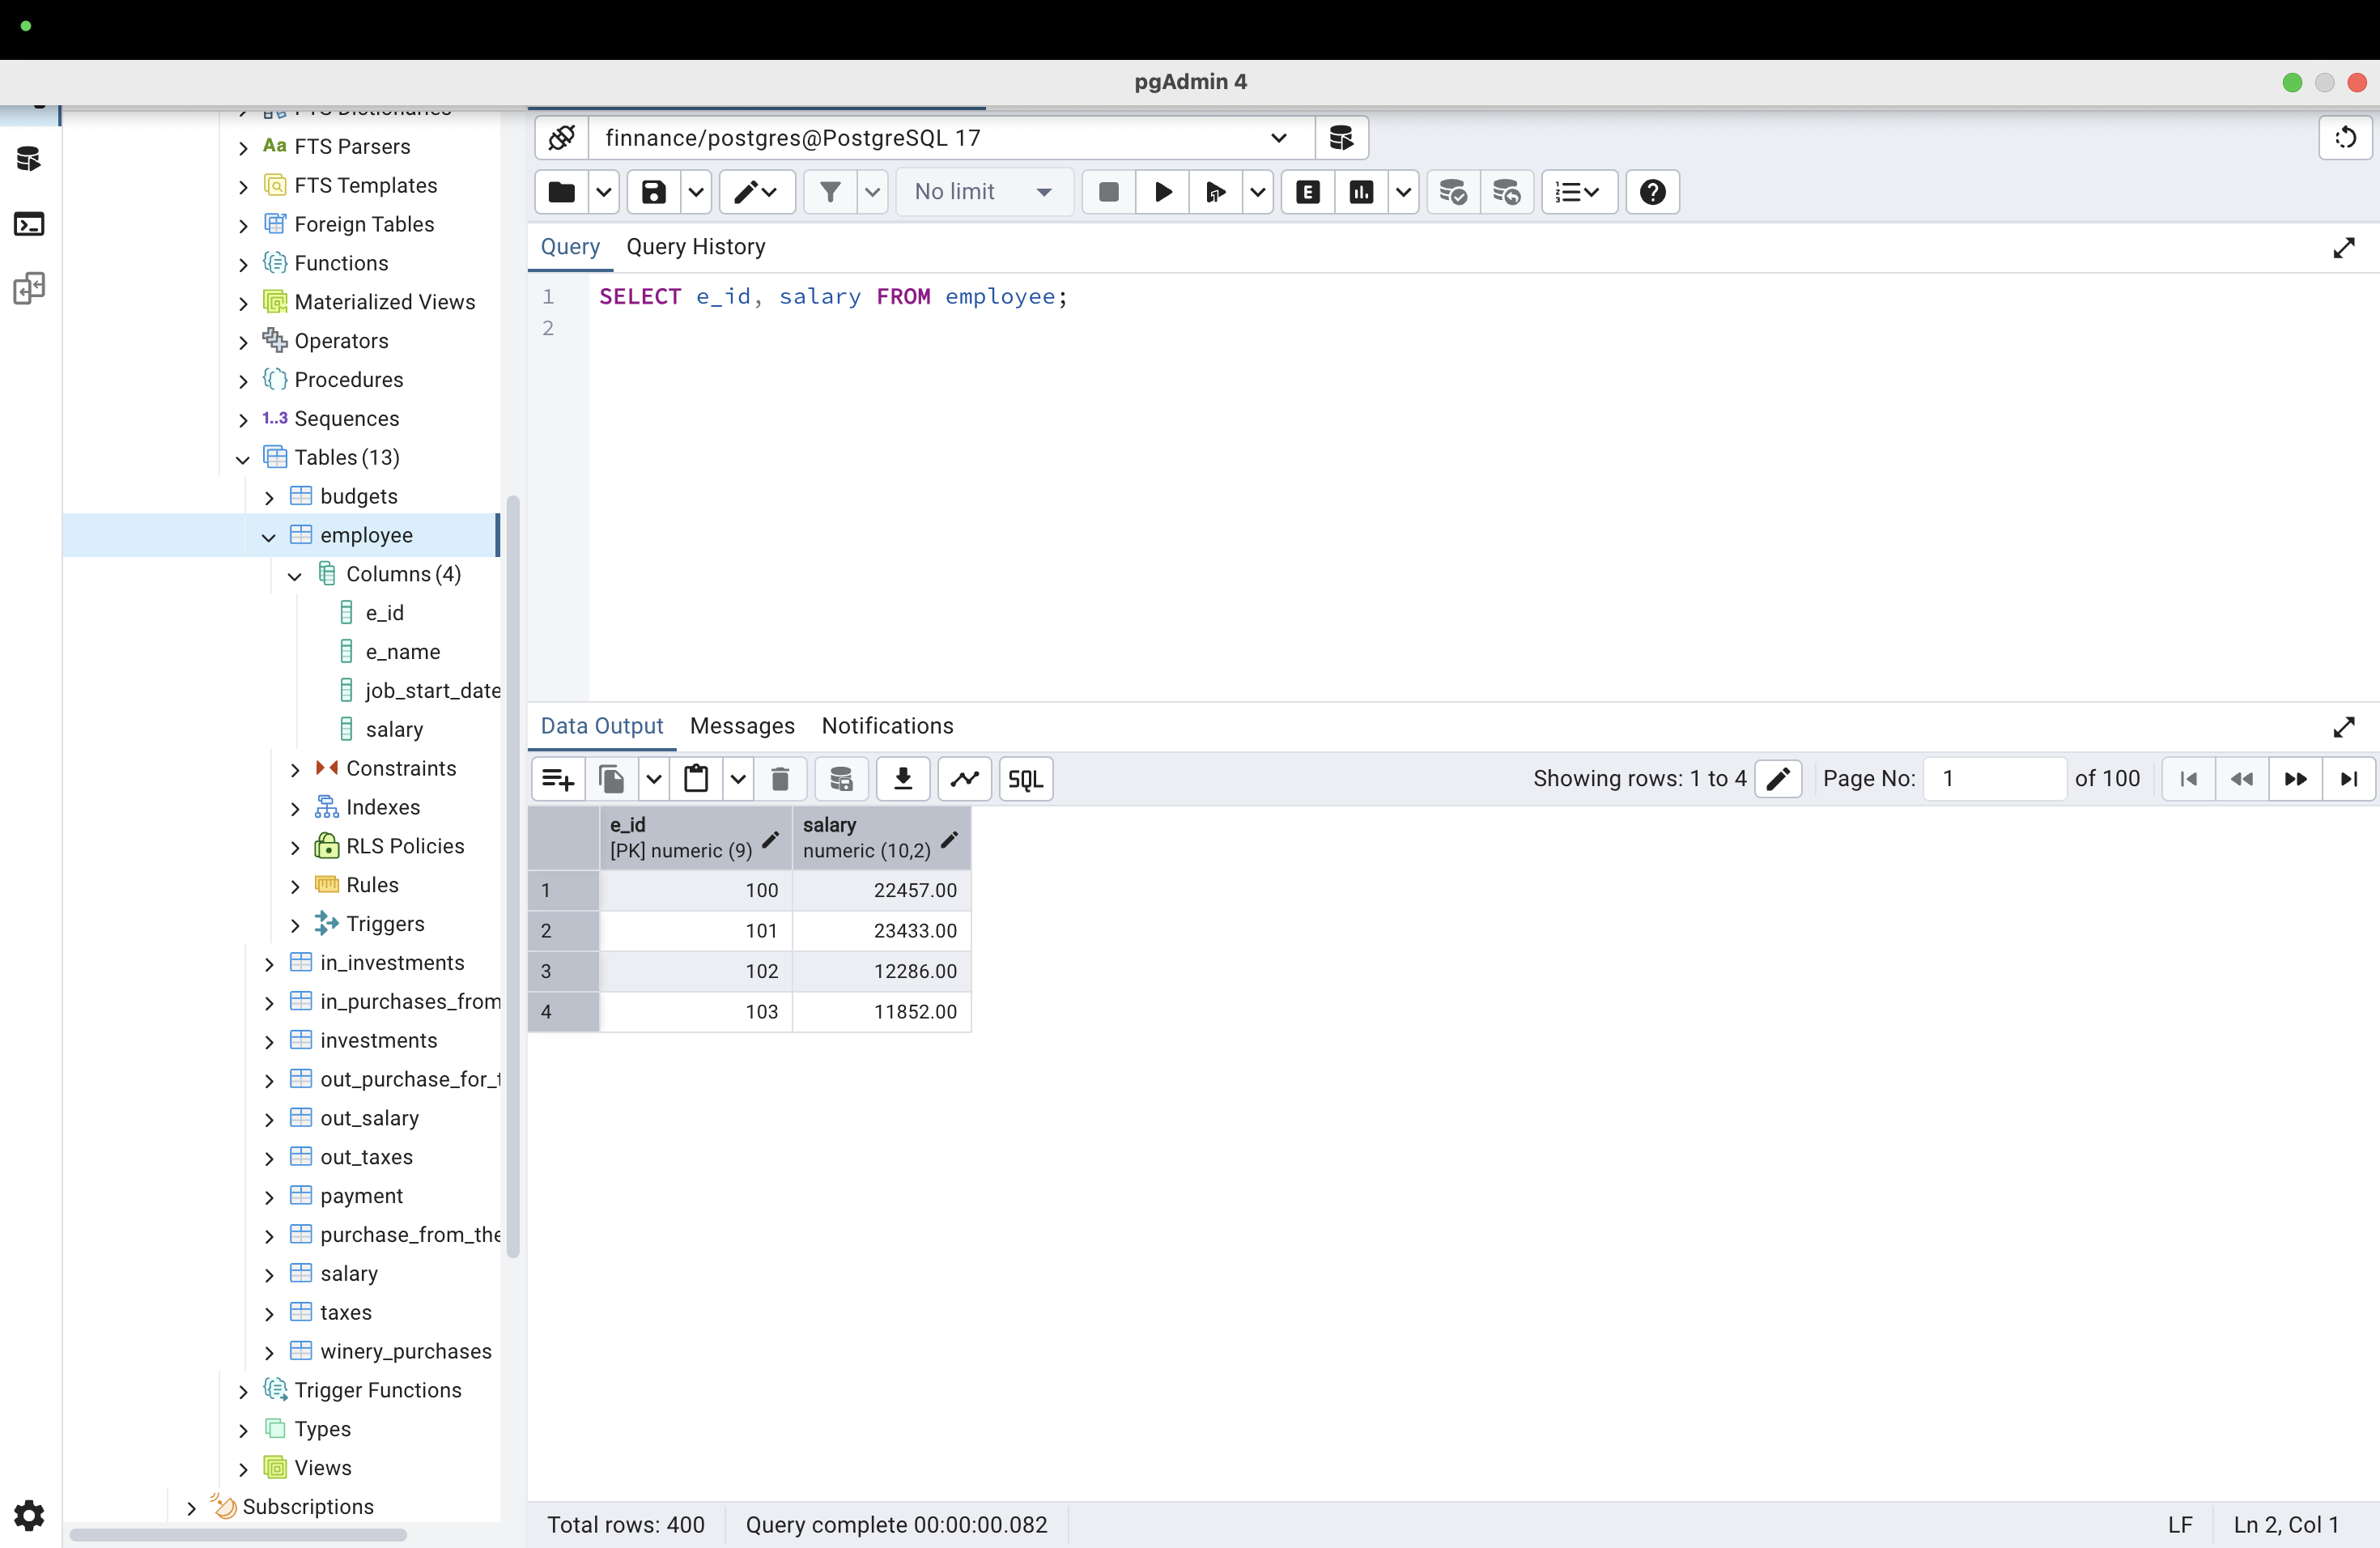 pgAdmin 4
FTS Dictionaries
Aa FTS Parsers
FTS Templates
Foreign Tables
Functions
Materialized Views
Operators
Procedures
1..3 Sequences
Tables (13)
budgets
employee
Columns (4)
e_id
e_name
job_start_date
salary
Constraints
Indexes
RLS Policies
Rules
Triggers
in_investments
in_purchases_from
investments
out_purchase_for_t
out_salary
out_taxes
payment
purchase_from_the
salary
taxes
winery_purchases
Trigger Functions
Types
Views
Subscriptions
finnance/postgres@PostgreSQL 17
No limit
E
Query Query History
1 SELECT e_id, salary FROM employee;
2
Data Output Messages Notifications
SQL Showing rows: 1 to 4 Page No: 1 of 100
e_id salary
[PK] numeric (9) numeric (10,2)
1 100 22457.00
2 101 23433.00
3 102 12286.00
4 103 11852.00
Total rows: 400 Query complete 00:00:00.082 LF Ln 2, Col 1